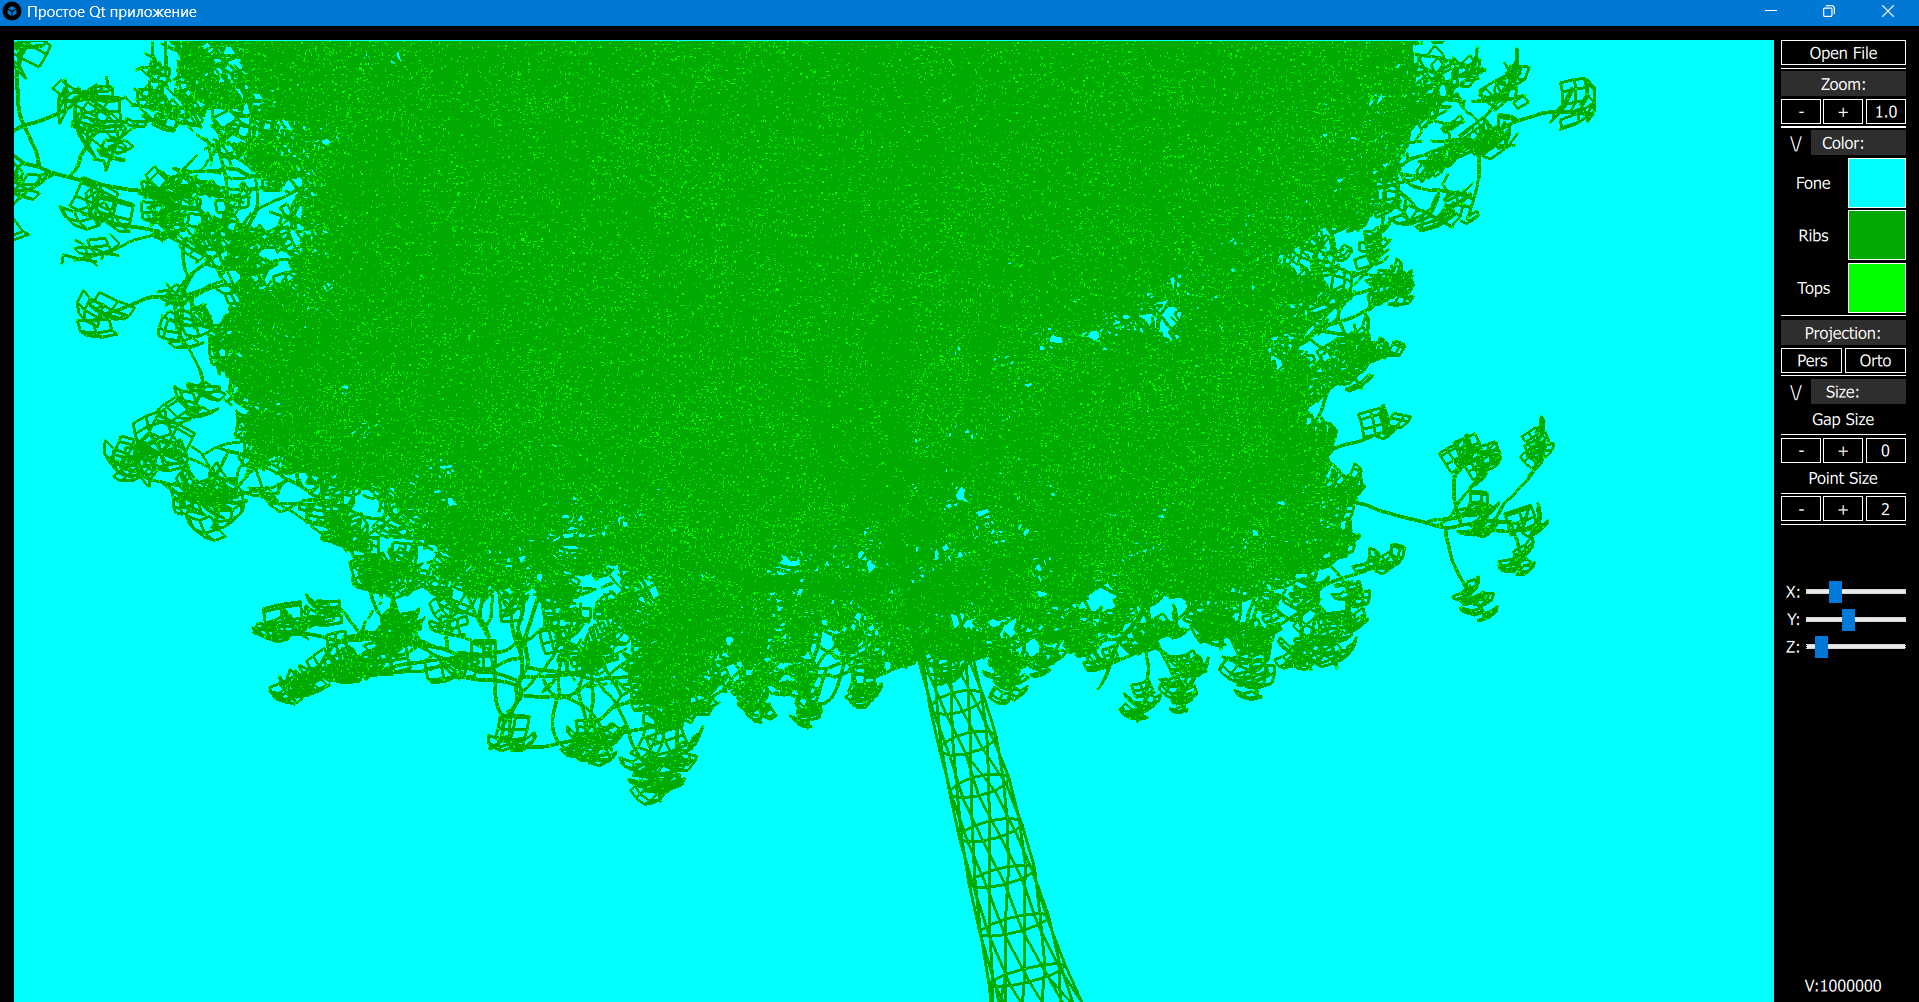 Простое Qt приложение
Open File
Zoom:
- + 1.0
\/ Color:
Fone
Ribs
Tops
Projection:
Pers Orto
\/ Size:
Gap Size
- + 0
Point Size
- + 2
X:
Y:
Z:
V:1000000